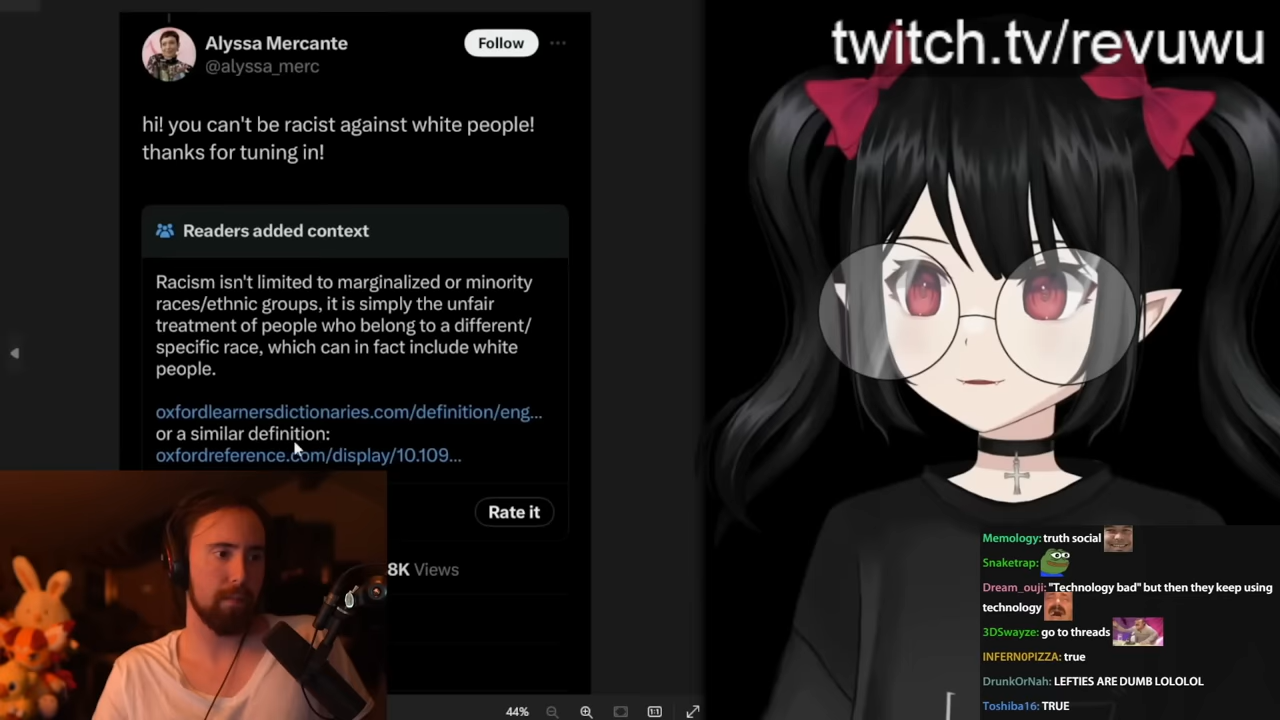 Alyssa Mercante
@alyssa_merc
Follow
hi! you can't be racist against white people!
thanks for tuning in!
Readers added context
Racism isn't limited to marginalized or minority
races/ethnic groups, it is simply the unfair
treatment of people who belong to a different/
specific race, which can in fact include white
people.
oxfordlearnersdictionaries.com/definition/eng...
or a similar definition:
oxfordreference.com/display/10.109...
Rate it
8K Views
44%
1:1
twitch.tv/revuwu
Memology: truth social
Snaketrap:
Dream_ouji: "Technology bad" but then they keep using
technology
3DSwayze: go to threads
INFERN0PIZZA: true
DrunkOrNah: LEFTIES ARE DUMB LOLOLOL
Toshiba16: TRUE